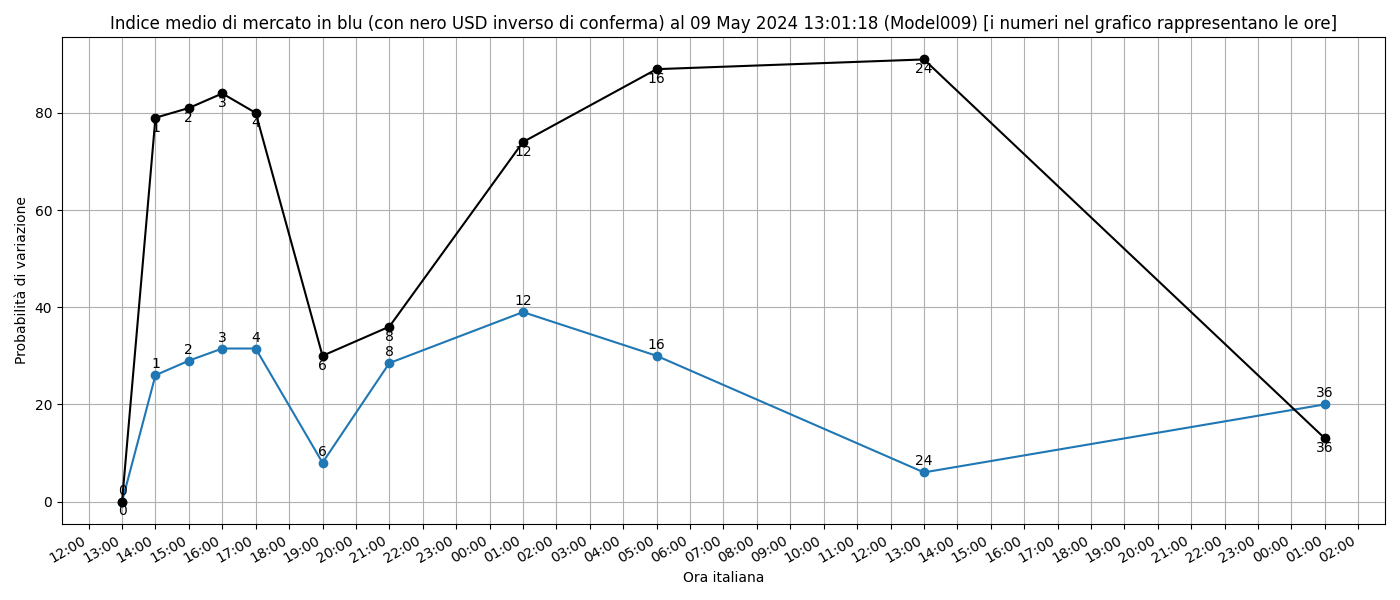 Indice medio di mercato in blu (con nero USD inverso di conferma) al 09 May 2024 13:01:18 (Model009) [i numeri nel grafico rappresentano le ore]
Probabilità di variazione
80
60
40
20
0
0 1 2 3 4 6 8 12 16 24 36
0 1 2 3 4 6 8 12 16 24 36
12:00 13:00 14:00 15:00 16:00 17:00 18:00 19:00 20:00 21:00 22:00 23:00 00:00 01:00 02:00 03:00 04:00 05:00 06:00 07:00 08:00 09:00 10:00 11:00 12:00 13:00 14:00 15:00 16:00 17:00 18:00 19:00 20:00 21:00 22:00 23:00 00:00 01:00 02:00
Ora italiana